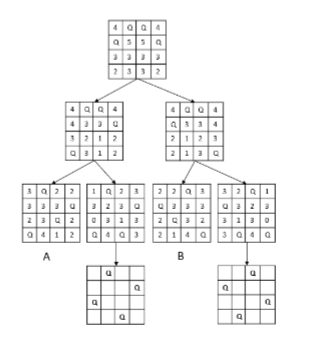 4 Q Q 4
Q 5 5 Q
3 3 3 3
2 3 3 2
4 Q Q 4
4 3 3 Q
3 2 1 2
Q 3 1 2
4 Q Q 4
Q 3 3 4
2 1 2 3
2 1 3 Q
3 Q 2 2
3 3 3 Q
2 3 Q 2
Q 4 1 2
1 Q 2 3
3 2 3 Q
0 3 1 3
Q 4 Q 3
2 2 Q 3
Q 3 3 3
2 Q 3 2
2 1 4 Q
3 2 Q 1
Q 3 2 3
3 1 3 0
3 Q 4 Q
A
B
Q
Q
Q
Q
Q
Q
Q
Q